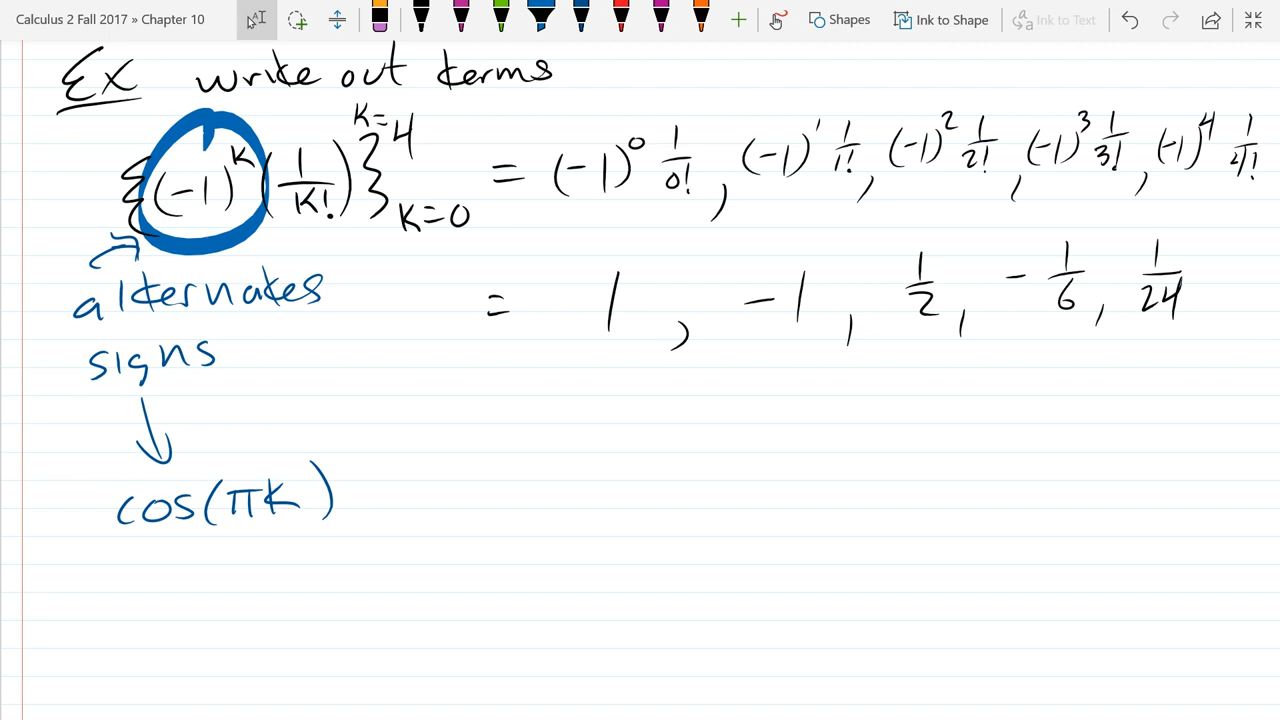 Calculus 2 Fall 2017 » Chapter 10
Shapes
Ink to Shape
Ink to Text
Ex write out terms
{(-1)^k (1/k!)}_{k=0}^{k=4} = (-1)^0 1/0!, (-1)^1 1/1!, (-1)^2 1/2!, (-1)^3 1/3!, (-1)^4 1/4!
= 1, -1, 1/2, -1/6, 1/24
alternates
signs
cos(πk)